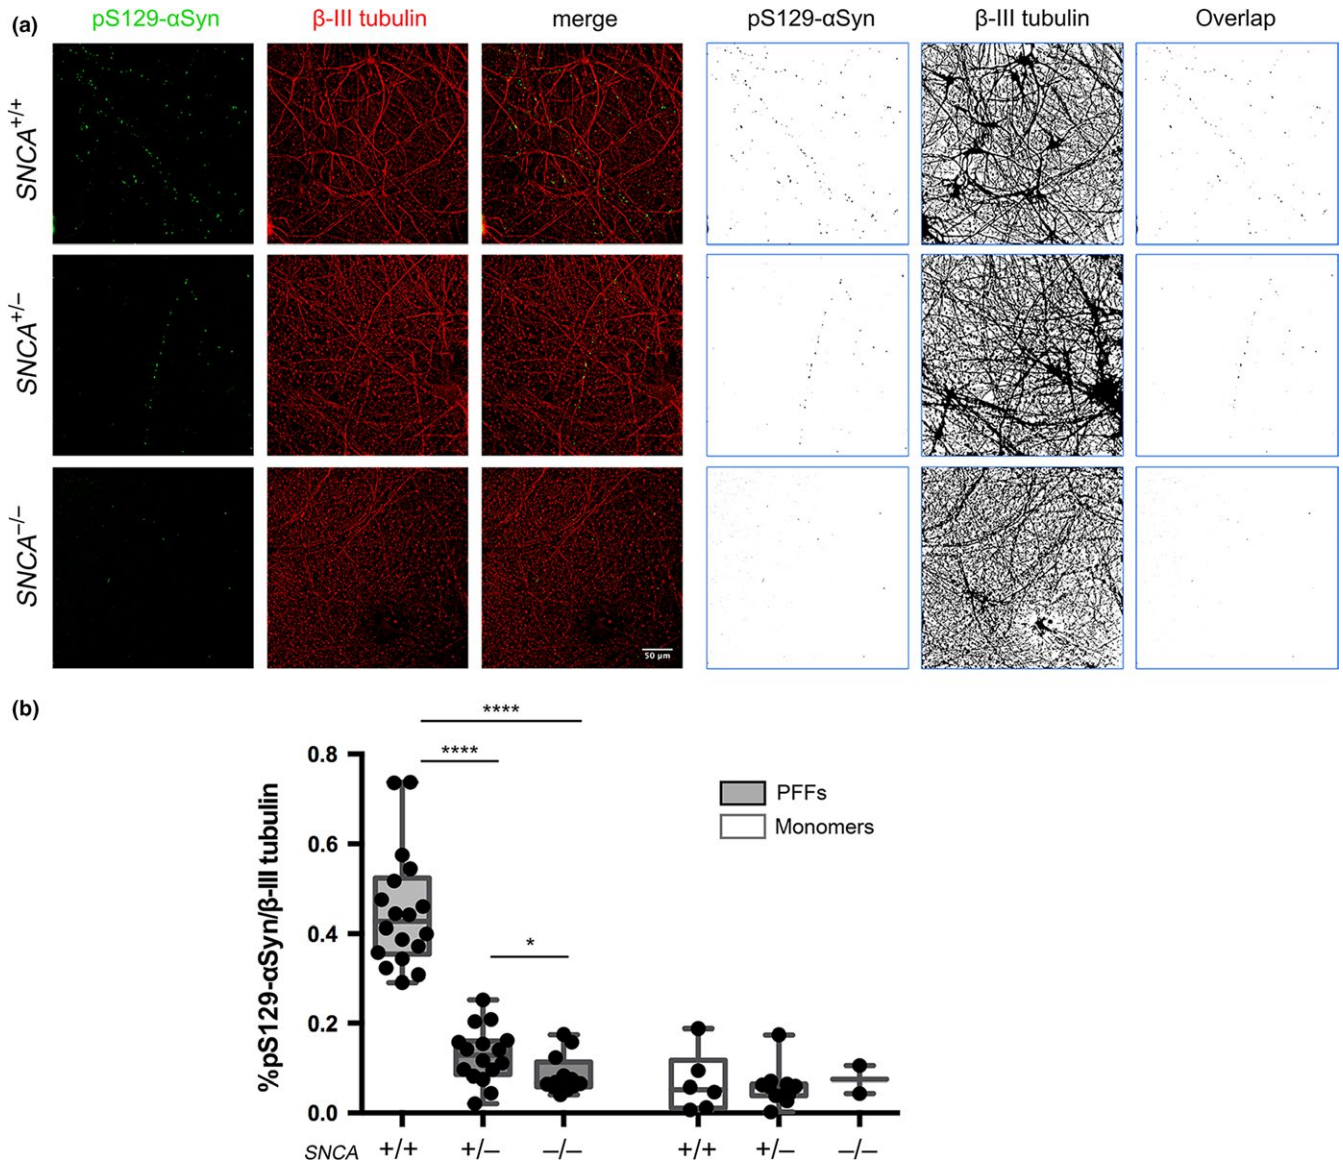 (a)
pS129-αSyn β-III tubulin merge pS129-αSyn β-III tubulin Overlap
SNCA+/+
SNCA+/–
SNCA–/–
50 μm
(b)
****
****
*
%pS129-αSyn/β-III tubulin
0.8
0.6
0.4
0.2
0.0
PFFs
Monomers
SNCA +/+ +/– –/– +/+ +/– –/–